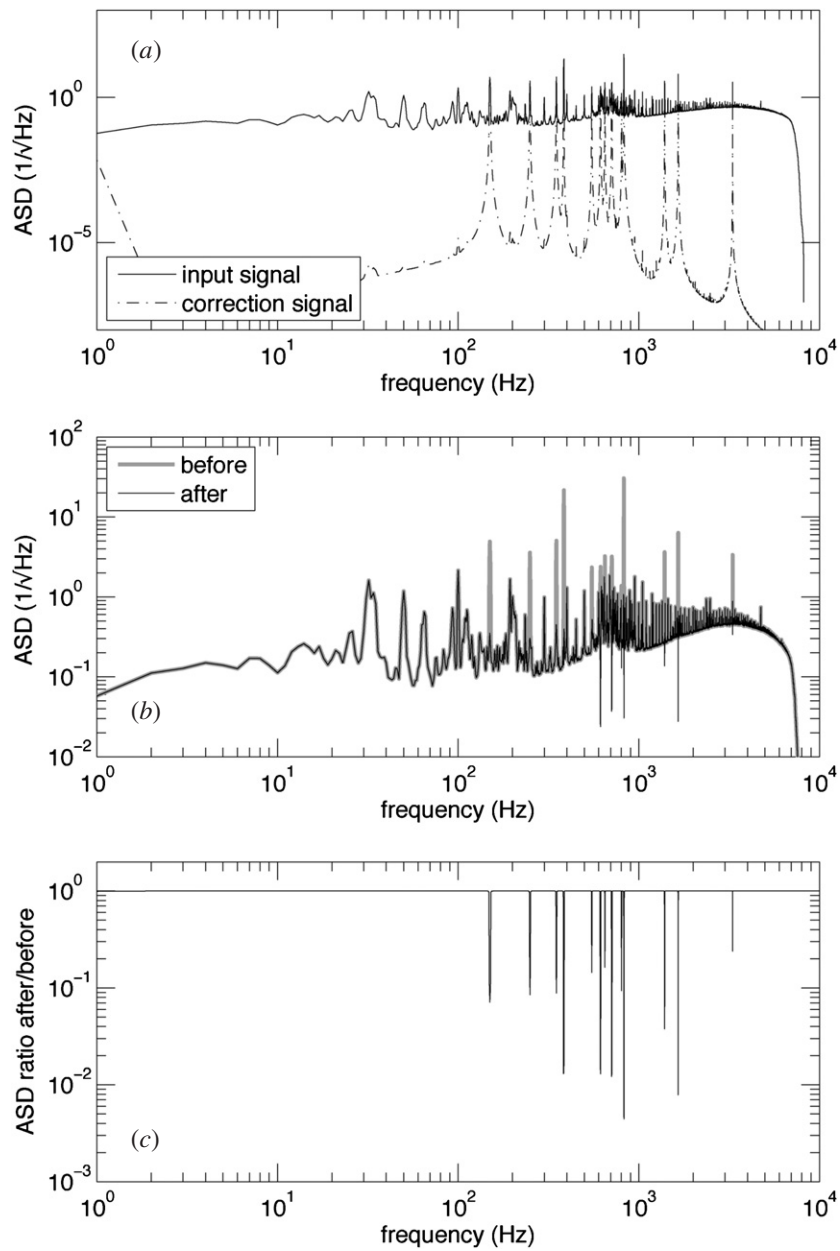 (a)
ASD (1/√Hz)
10⁰
10⁻⁵
input signal
correction signal
10⁰ 10¹ 10² 10³ 10⁴
frequency (Hz)
before
after
ASD (1/√Hz)
10²
10¹
10⁰
10⁻¹
10⁻²
(b)
10⁰ 10¹ 10² 10³ 10⁴
frequency (Hz)
ASD ratio after/before
10⁰
10⁻¹
10⁻²
10⁻³
(c)
10⁰ 10¹ 10² 10³ 10⁴
frequency (Hz)